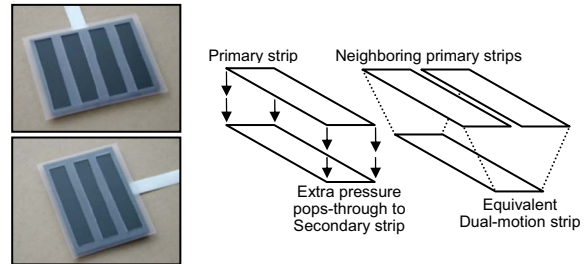 Primary strip
Neighboring primary strips
Extra pressure
pops-through to
Secondary strip
Equivalent
Dual-motion strip